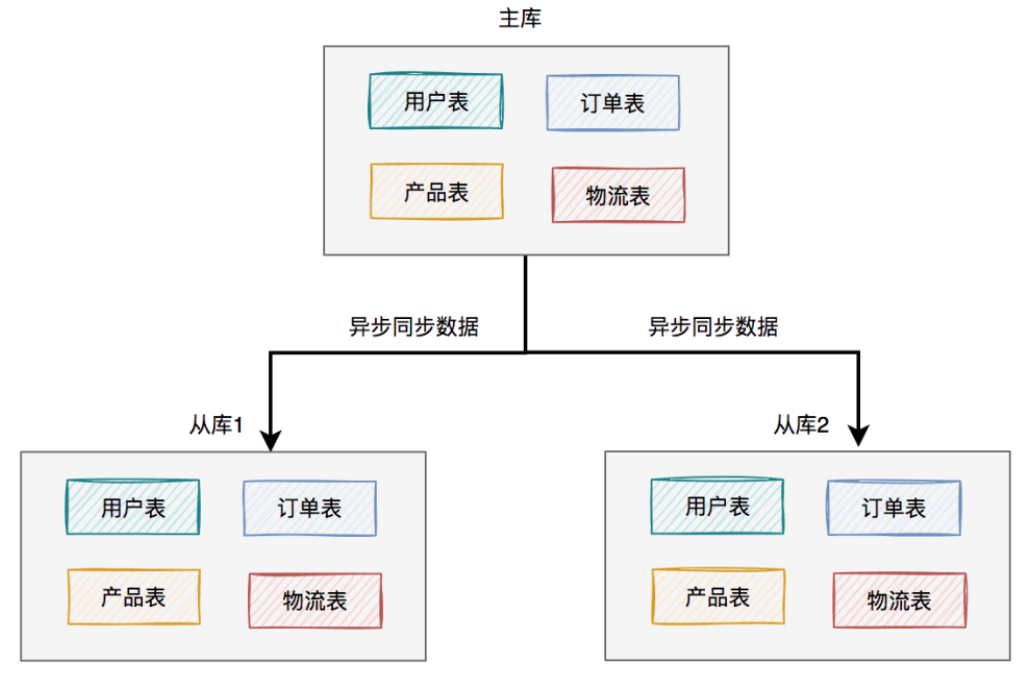 主库
用户表
订单表
产品表
物流表
异步同步数据
异步同步数据
从库1
从库2
用户表
订单表
产品表
物流表
用户表
订单表
产品表
物流表